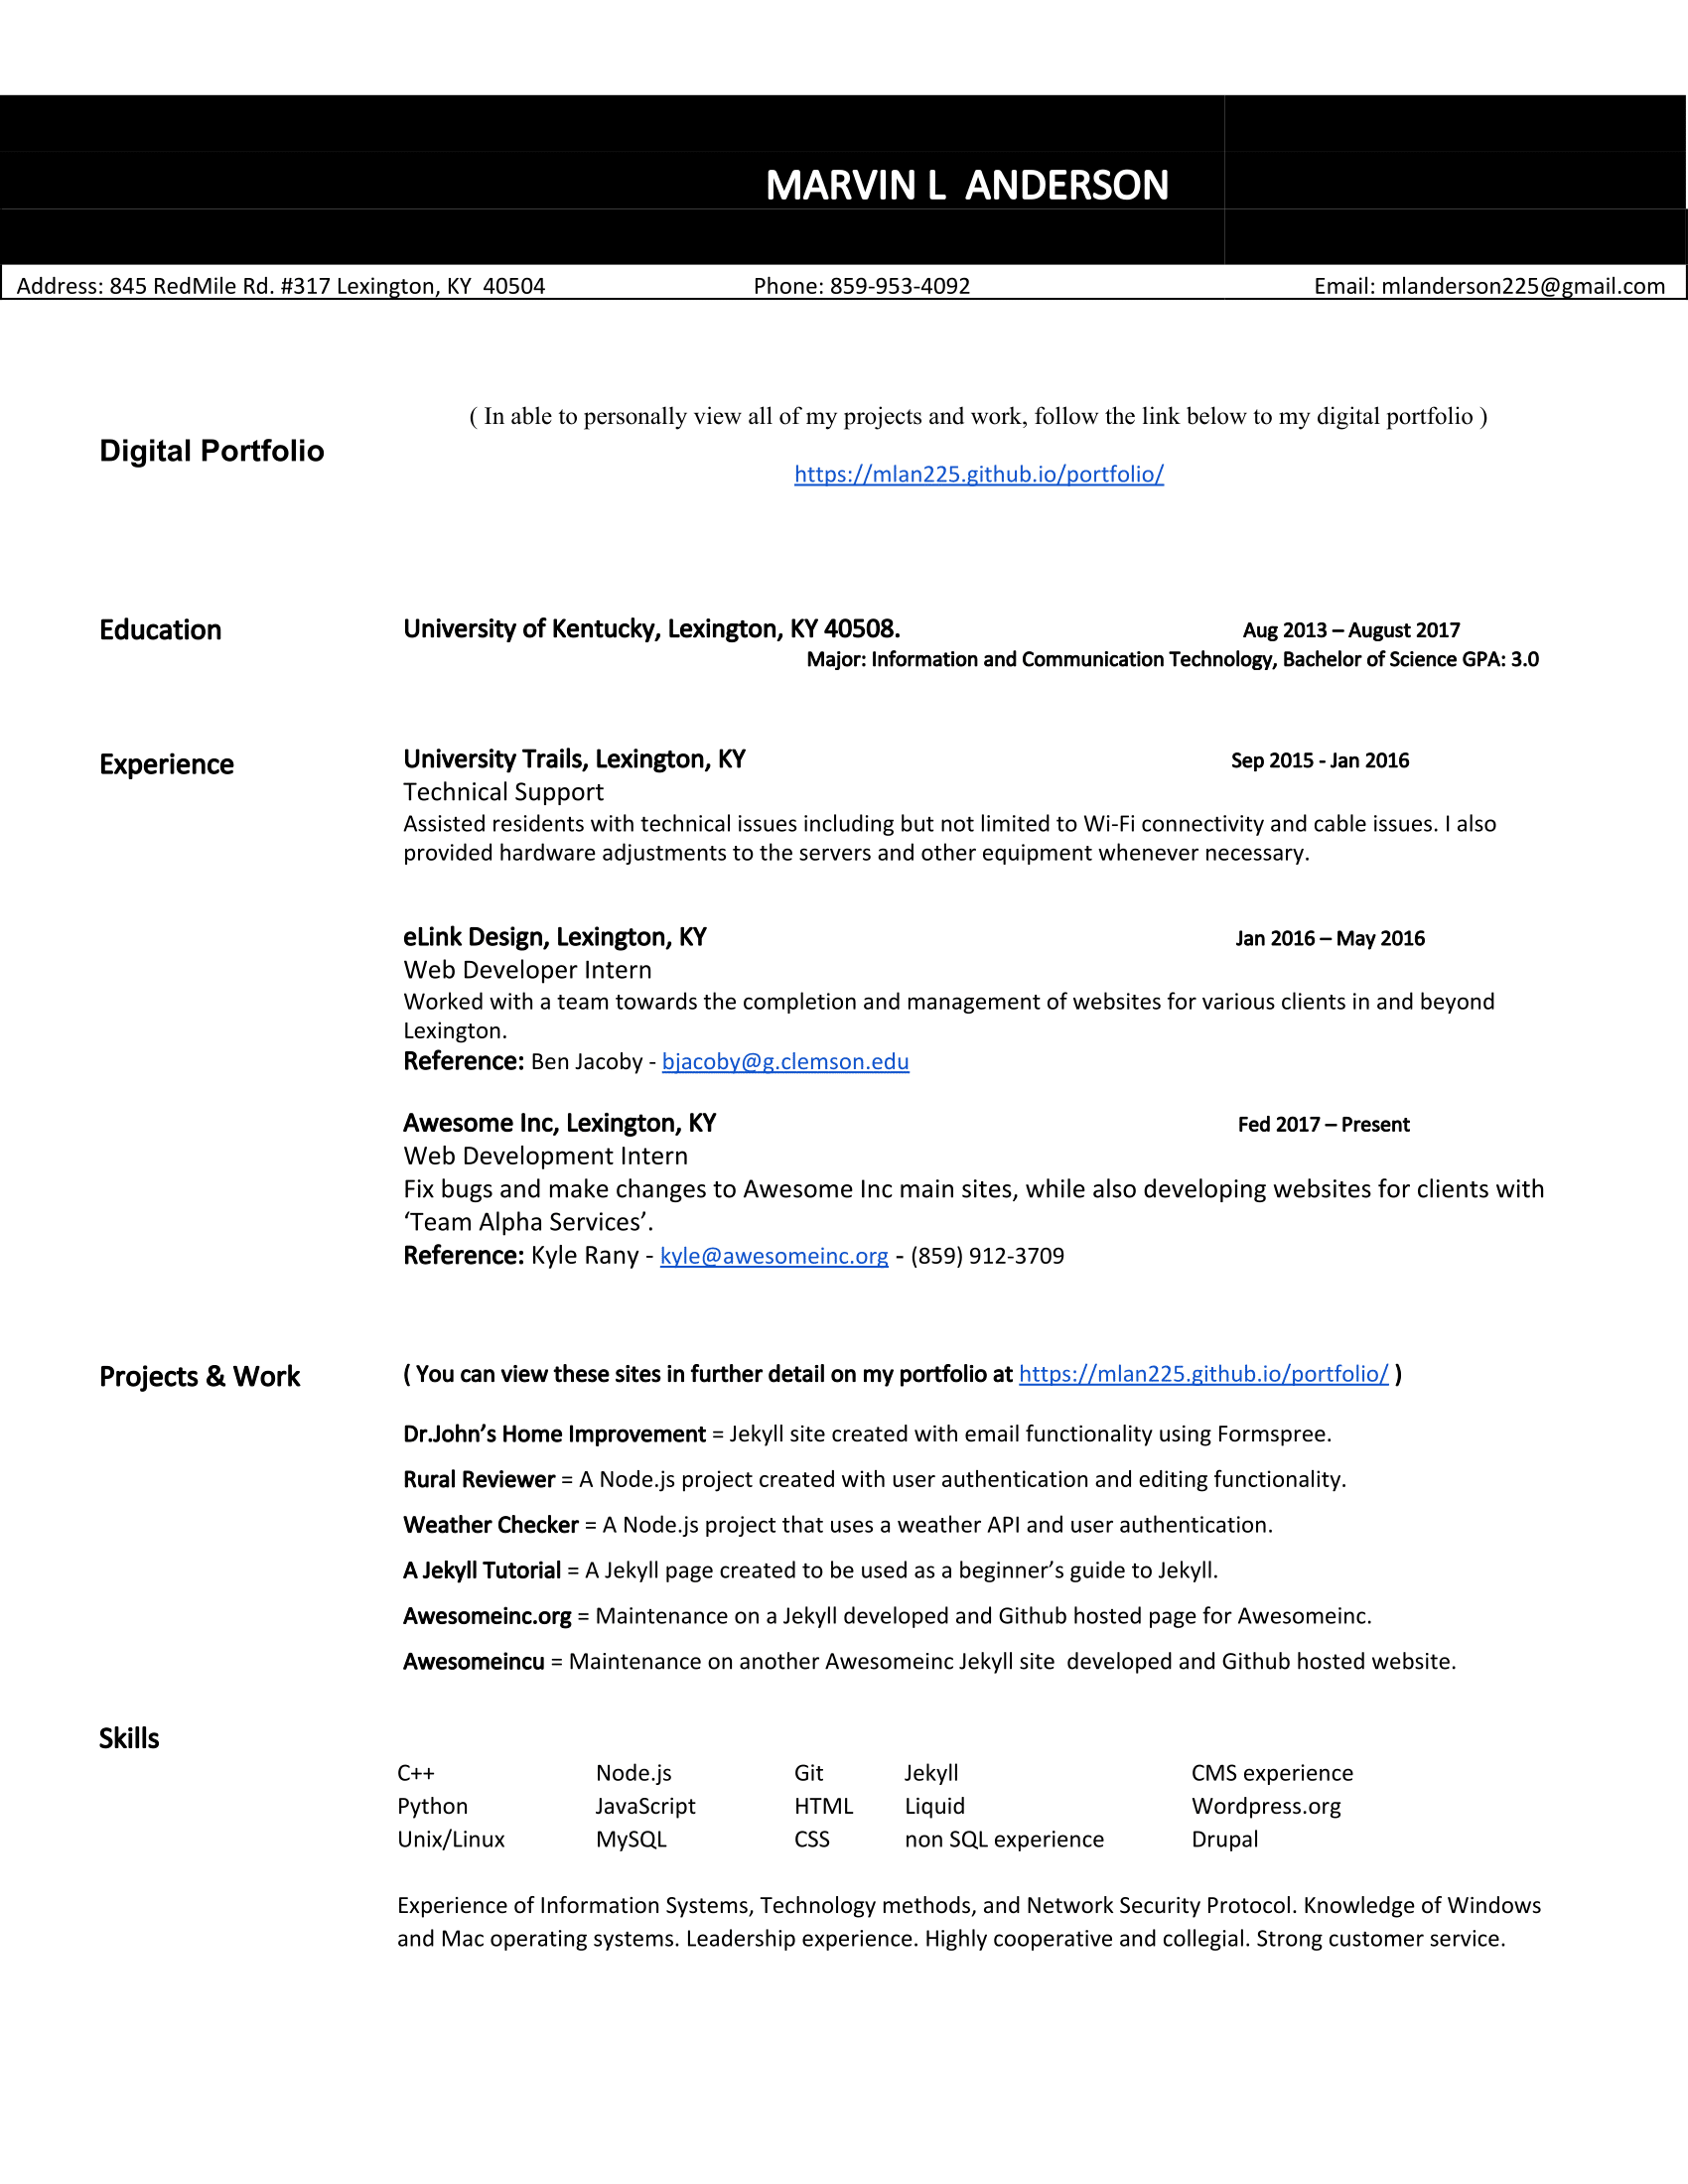 MARVIN L  ANDERSON
Address: 845 RedMile Rd. #317 Lexington, KY  40504 Phone: 859-953-4092 Email: mlanderson225@gmail.com
( In able to personally view all of my projects and work, follow the link below to my digital portfolio )
Digital Portfolio
https://mlan225.github.io/portfolio/
Education University of Kentucky, Lexington, KY 40508. Aug 2013 – August 2017
Major: Information and Communication Technology, Bachelor of Science GPA: 3.0
Experience University Trails, Lexington, KY Sep 2015 - Jan 2016
Technical Support
Assisted residents with technical issues including but not limited to Wi-Fi connectivity and cable issues. I also
provided hardware adjustments to the servers and other equipment whenever necessary.
eLink Design, Lexington, KY Jan 2016 – May 2016
Web Developer Intern
Worked with a team towards the completion and management of websites for various clients in and beyond
Lexington.
Reference: Ben Jacoby - bjacoby@g.clemson.edu
Awesome Inc, Lexington, KY Fed 2017 – Present
Web Development Intern
Fix bugs and make changes to Awesome Inc main sites, while also developing websites for clients with
‘Team Alpha Services’.
Reference: Kyle Rany - kyle@awesomeinc.org - (859) 912-3709
Projects & Work ( You can view these sites in further detail on my portfolio at https://mlan225.github.io/portfolio/ )
Dr.John’s Home Improvement = Jekyll site created with email functionality using Formspree.
Rural Reviewer = A Node.js project created with user authentication and editing functionality.
Weather Checker = A Node.js project that uses a weather API and user authentication.
A Jekyll Tutorial = A Jekyll page created to be used as a beginner’s guide to Jekyll.
Awesomeinc.org = Maintenance on a Jekyll developed and Github hosted page for Awesomeinc.
Awesomeincu = Maintenance on another Awesomeinc Jekyll site  developed and Github hosted website.
Skills
C++ Node.js Git Jekyll CMS experience
Python JavaScript HTML Liquid Wordpress.org
Unix/Linux MySQL CSS non SQL experience Drupal
Experience of Information Systems, Technology methods, and Network Security Protocol. Knowledge of Windows
and Mac operating systems. Leadership experience. Highly cooperative and collegial. Strong customer service.